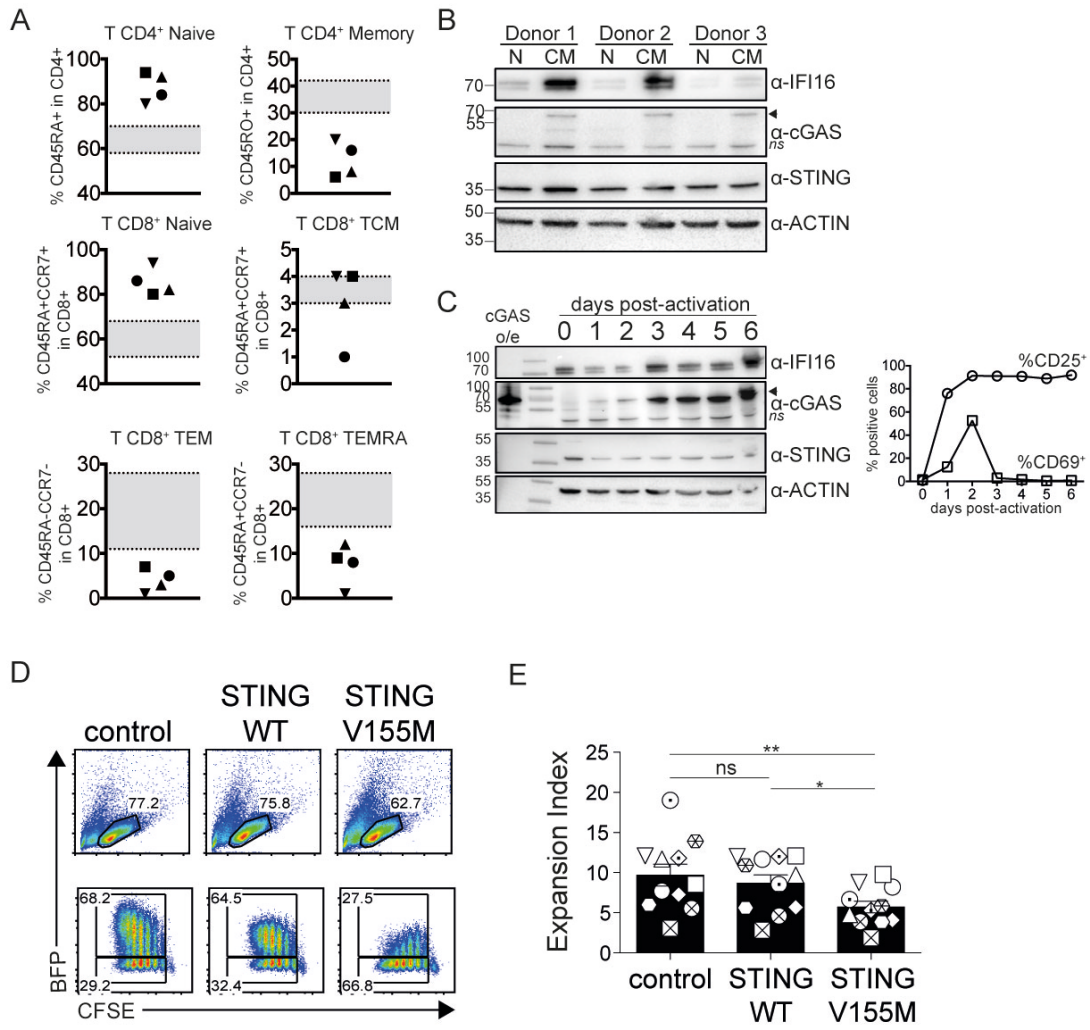 A
T CD4+ Naive
% CD45RA+ in CD4+
100
80
60
40
T CD4+ Memory
% CD45RO+ in CD4+
50
40
30
20
10
0
T CD8+ Naive
% CD45RA+CCR7+
in CD8+
100
80
60
40
T CD8+ TCM
% CD45RA+CCR7+
in CD8+
5
4
3
2
1
0
T CD8+ TEM
% CD45RA-CCR7-
in CD8+
30
20
10
0
T CD8+ TEMRA
% CD45RA+CCR7-
in CD8+
30
20
10
0
B
Donor 1 Donor 2 Donor 3
N CM N CM N CM
70
α-IFI16
70
55
α-cGAS
ns
35
α-STING
50
35
α-ACTIN
C
cGAS
o/e
days post-activation
0 1 2 3 4 5 6
100
70
α-IFI16
100
70
55
α-cGAS
ns
55
35
α-STING
55
35
α-ACTIN
% positive cells
100
80
60
40
20
0
%CD25+
%CD69+
0 1 2 3 4 5 6
days post-activation
D
control
STING
WT
STING
V155M
77.2
75.8
62.7
68.2
29.2
64.5
32.4
27.5
66.8
BFP
CFSE
E
Expansion Index
25
20
15
10
5
0
**
ns
*
control
STING
WT
STING
V155M